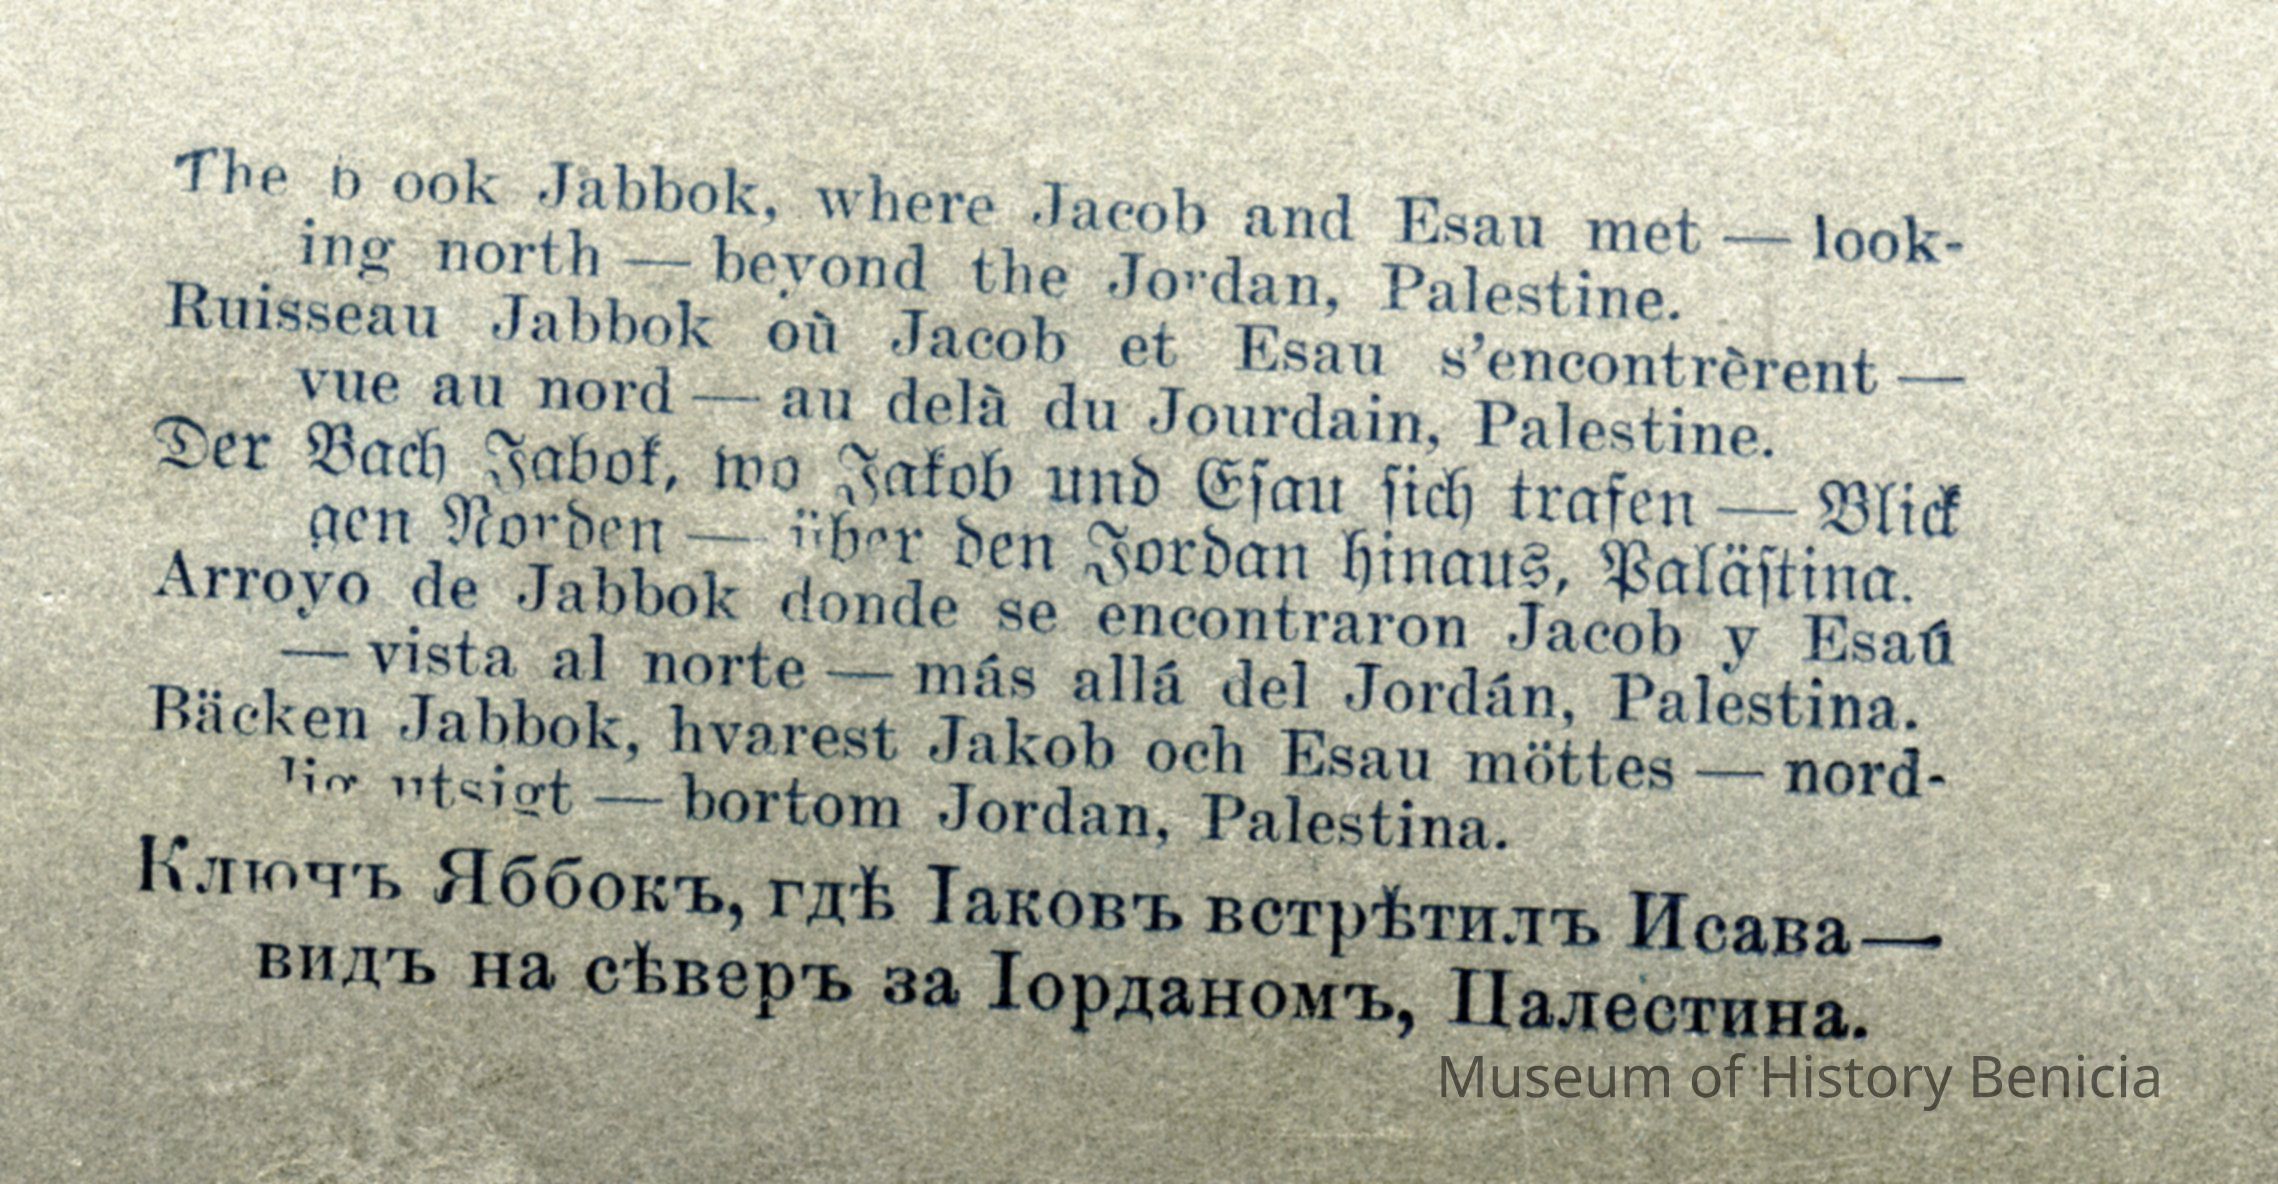 The b ook Jabbok, where Jacob and Esau met — look-
ing north — beyond the Jordan, Palestine.
Ruisseau Jabbok où Jacob et Esau s'encontrèrent —
vue au nord — au delà du Jourdain, Palestine.
Der Bach Jabok, wo Jakob und Esau sich trafen — Blick
gen Norden — über den Jordan hinaus, Palästina.
Arroyo de Jabbok donde se encontraron Jacob y Esaú
— vista al norte — más allá del Jordán, Palestina.
Bäcken Jabbok, hvarest Jakob och Esau möttes — nord-
lig utsigt — bortom Jordan, Palestina.
Ключъ Яббокъ, гдѣ Іаковъ встрѣтилъ Исава—
видъ на сѣверъ за Іорданомъ, Палестина.
Museum of History Benicia